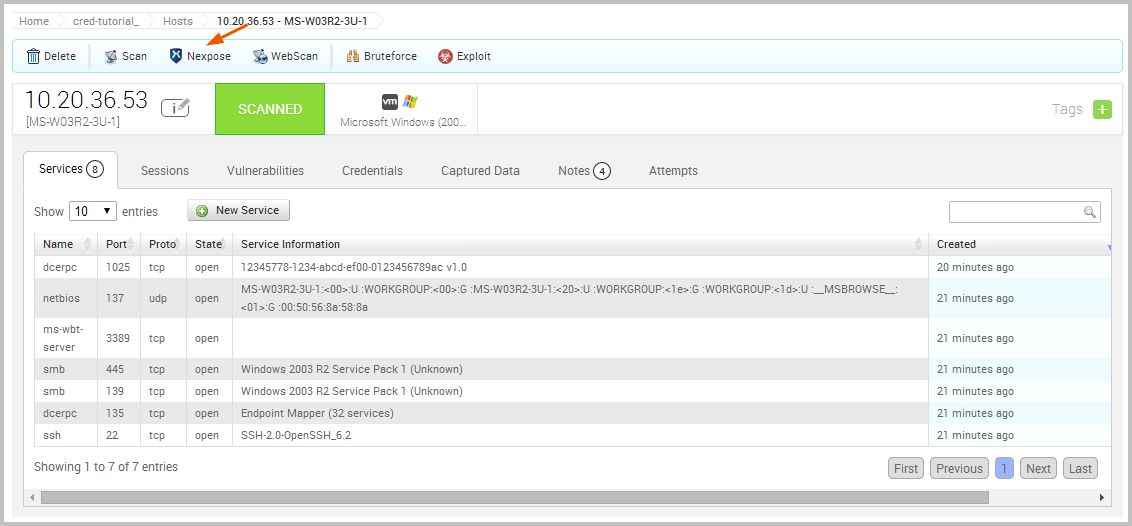 Home cred-tutorial_ Hosts 10.20.36.53 - MS-W03R2-3U-1
Delete Scan Nexpose WebScan Bruteforce Exploit
10.20.36.53
[MS-W03R2-3U-1]
i
SCANNED
vm
Microsoft Windows (200...
Tags +
Services 8 Sessions Vulnerabilities Credentials Captured Data Notes 4 Attempts
Show 10 entries New Service
Name Port Proto State Service Information Created
dcerpc 1025 tcp open 12345778-1234-abcd-ef00-0123456789ac v1.0 20 minutes ago
netbios 137 udp open MS-W03R2-3U-1:<00>:U :WORKGROUP:<00>:G :MS-W03R2-3U-1:<20>:U :WORKGROUP:<1e>:G :WORKGROUP:<1d>:U :__MSBROWSE__:
<01>:G :00:50:56:8a:58:8a 21 minutes ago
ms-wbt-
server 3389 tcp open 21 minutes ago
smb 445 tcp open Windows 2003 R2 Service Pack 1 (Unknown) 21 minutes ago
smb 139 tcp open Windows 2003 R2 Service Pack 1 (Unknown) 21 minutes ago
dcerpc 135 tcp open Endpoint Mapper (32 services) 21 minutes ago
ssh 22 tcp open SSH-2.0-OpenSSH_6.2 21 minutes ago
Showing 1 to 7 of 7 entries First Previous 1 Next Last